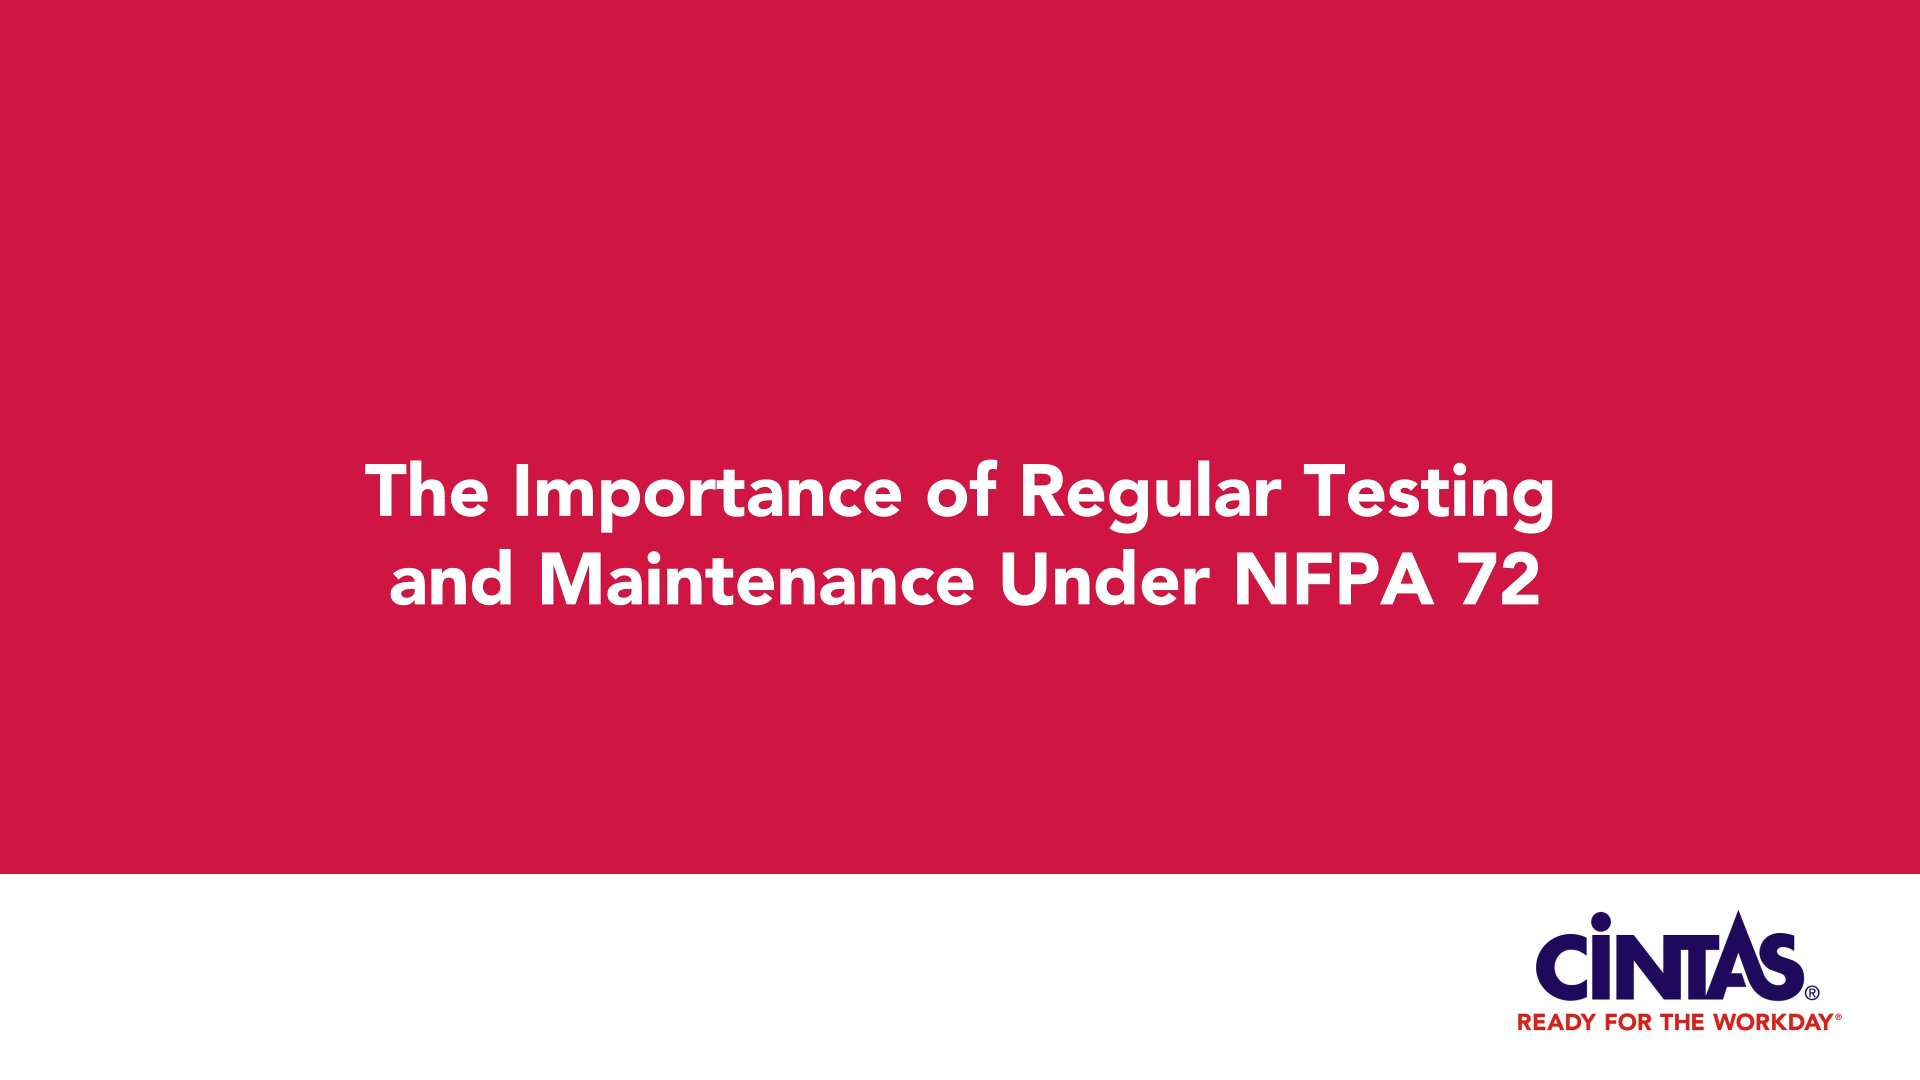 The Importance of Regular Testing
and Maintenance Under NFPA 72
CiNTAS®
READY FOR THE WORKDAY®